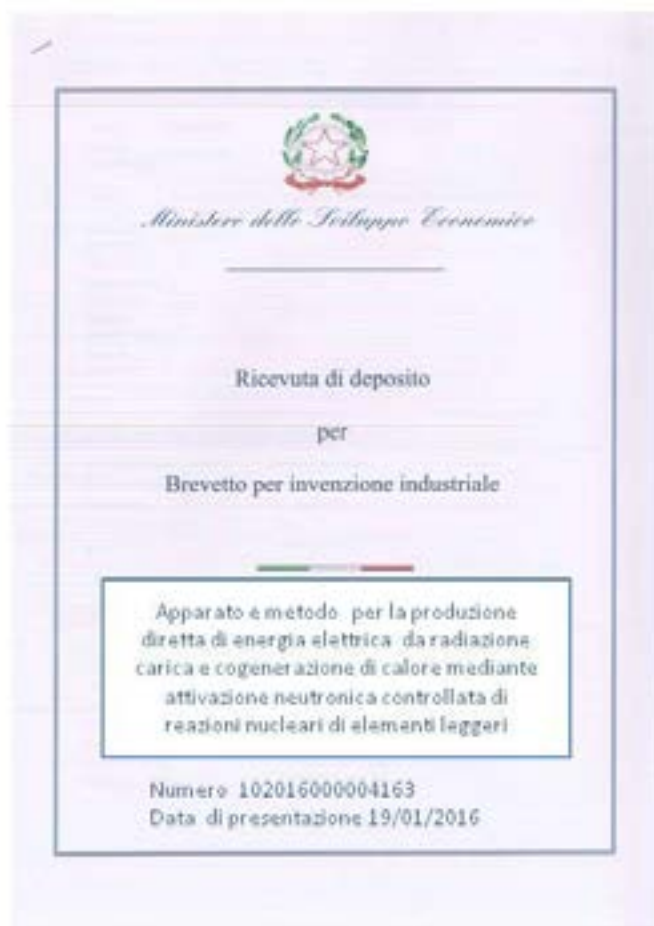 Ministero dello Sviluppo Economico
Ricevuta di deposito
per
Brevetto per invenzione industriale
Apparato e metodo per la produzione
diretta di energia elettrica da radiazione
carica e cogenerazione di calore mediante
attivazione neutronica controllata di
reazioni nucleari di elementi leggeri
Numero 102016000004163
Data di presentazione 19/01/2016